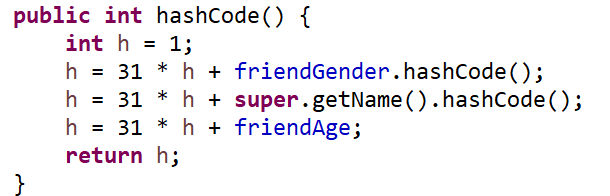 public int hashCode() {
    int h = 1;
    h = 31 * h + friendGender.hashCode();
    h = 31 * h + super.getName().hashCode();
    h = 31 * h + friendAge;
    return h;
}